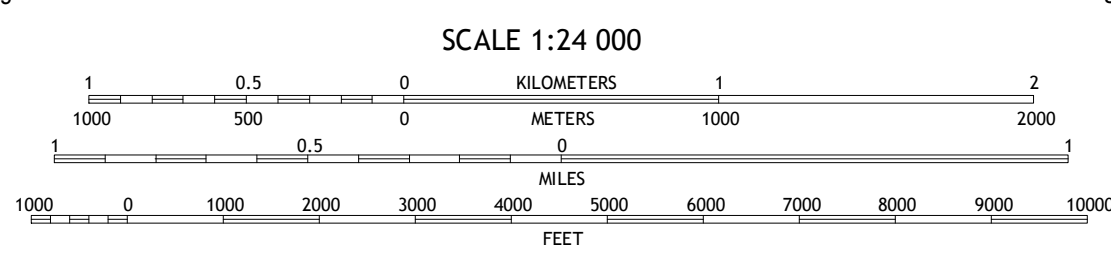 SCALE 1:24 000
1 0.5 0 KILOMETERS 1 2
1000 500 0 METERS 1000 2000
1 0.5 0 1
MILES
1000 0 1000 2000 3000 4000 5000 6000 7000 8000 9000 10000
FEET